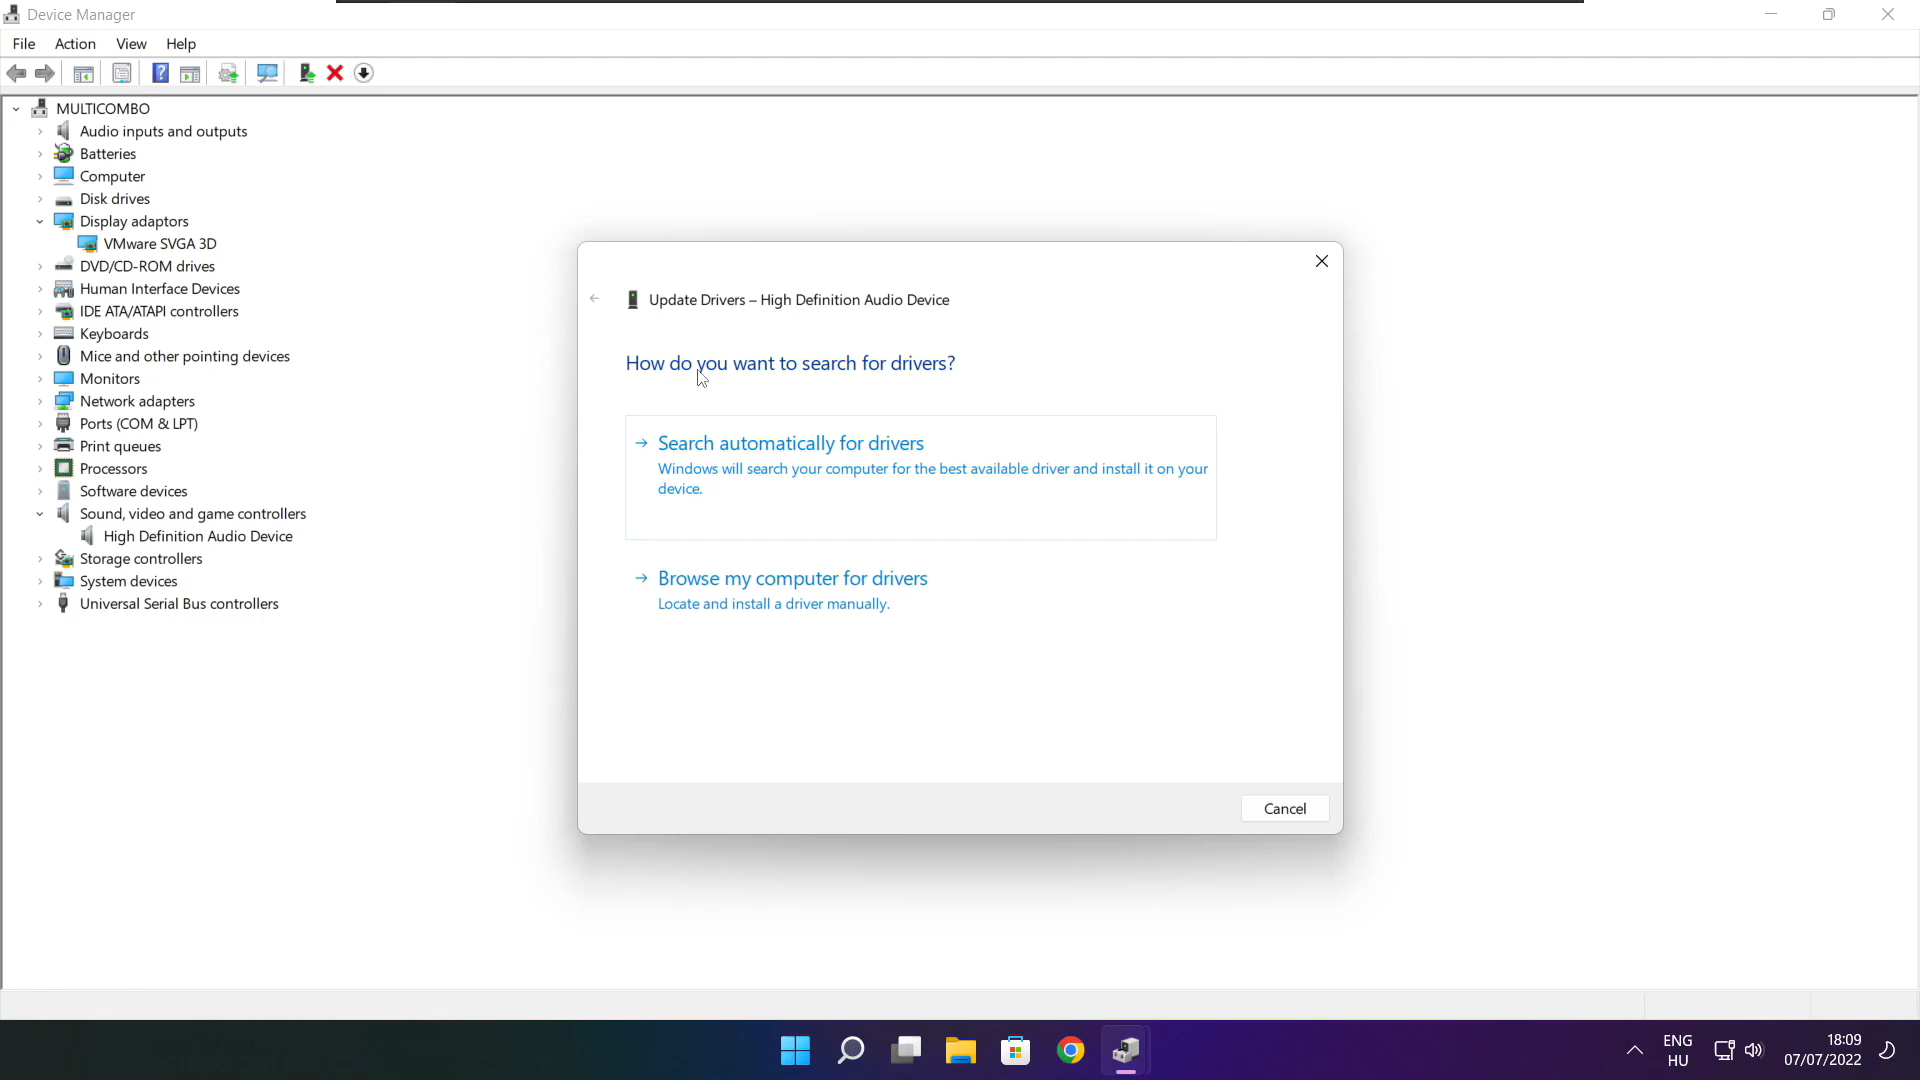 Device Manager
File Action View Help
MULTICOMBO
Audio inputs and outputs
Batteries
Computer
Disk drives
Display adaptors
VMware SVGA 3D
DVD/CD-ROM drives
Human Interface Devices
IDE ATA/ATAPI controllers
Keyboards
Mice and other pointing devices
Monitors
Network adapters
Ports (COM & LPT)
Print queues
Processors
Software devices
Sound, video and game controllers
High Definition Audio Device
Storage controllers
System devices
Universal Serial Bus controllers
Update Drivers – High Definition Audio Device
How do you want to search for drivers?
Search automatically for drivers
Windows will search your computer for the best available driver and install it on your
device.
Browse my computer for drivers
Locate and install a driver manually.
Cancel
ENG
HU
18:09
07/07/2022